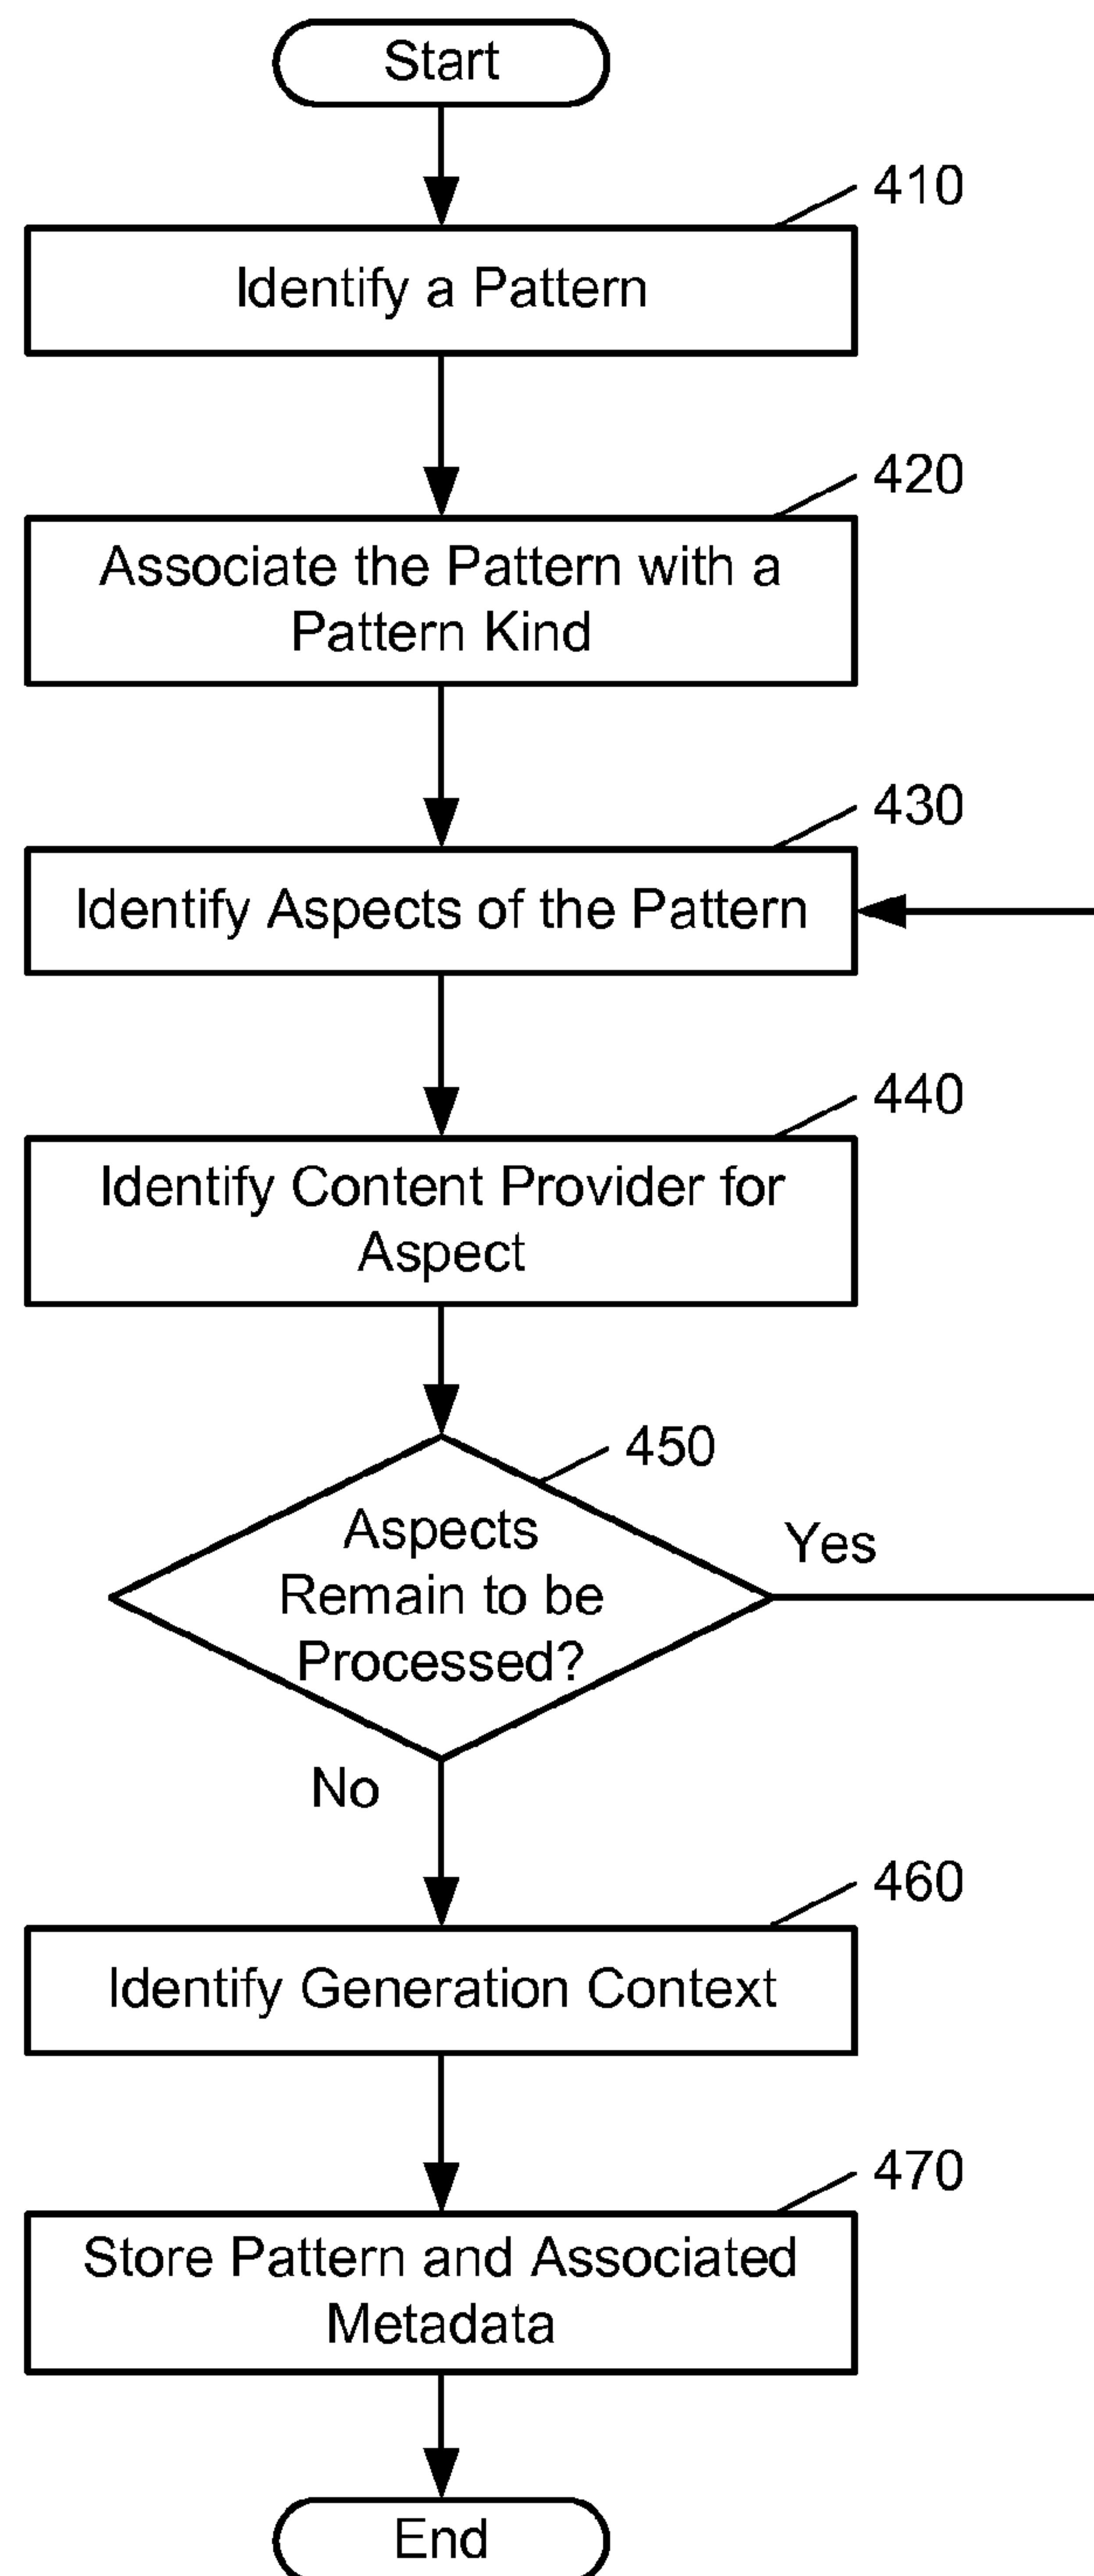 Start
410
Identify a Pattern
420
Associate the Pattern with a
Pattern Kind
430
Identify Aspects of the Pattern
440
Identify Content Provider for
Aspect
450
Aspects
Remain to be
Processed?
Yes
No
460
Identify Generation Context
470
Store Pattern and Associated
Metadata
End